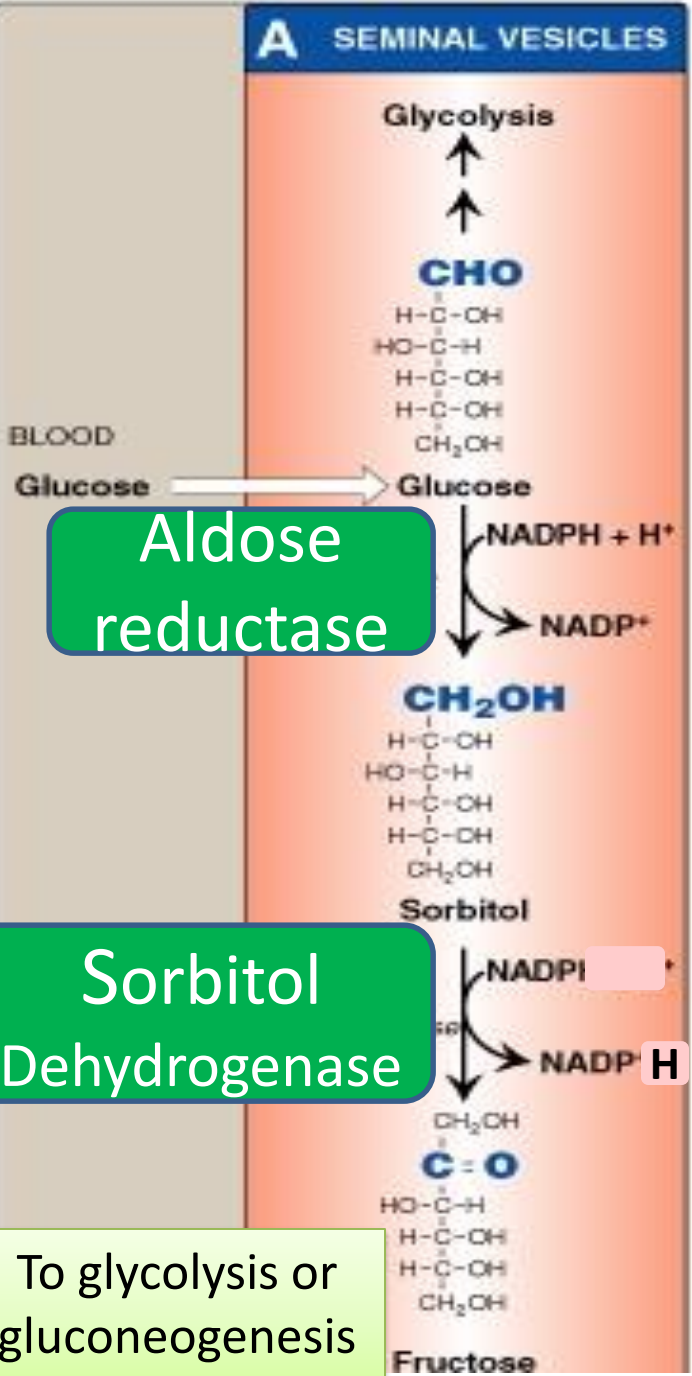 A SEMINAL VESICLES
Glycolysis
CHO
H-C-OH
HO-C-H
H-C-OH
H-C-OH
CH₂OH
BLOOD
Glucose
Glucose
Aldose
reductase
NADPH + H⁺
NADP⁺
CH₂OH
H-C-OH
HO-C-H
H-C-OH
H-C-OH
CH₂OH
Sorbitol
Sorbitol
Dehydrogenase
NADP
NADP⁺ H
CH₂OH
C=O
HO-C-H
H-C-OH
H-C-OH
CH₂OH
To glycolysis or
gluconeogenesis
Fructose